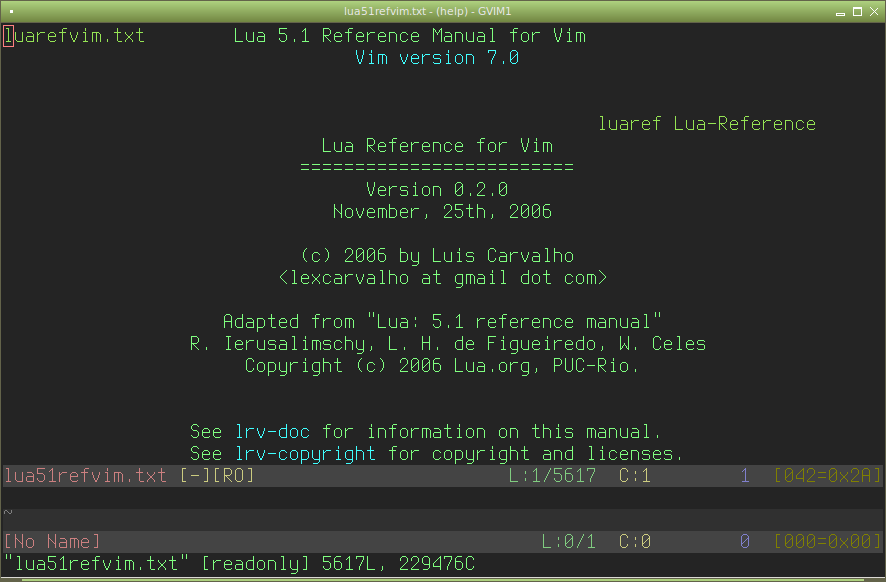 lua51refvim.txt - (help) - GVIM1
luarefvim.txt Lua 5.1 Reference Manual for Vim
Vim version 7.0
luaref Lua-Reference
Lua Reference for Vim
=========================
Version 0.2.0
November, 25th, 2006
(c) 2006 by Luis Carvalho
<lexcarvalho at gmail dot com>
Adapted from "Lua: 5.1 reference manual"
R. Ierusalimschy, L. H. de Figueiredo, W. Celes
Copyright (c) 2006 Lua.org, PUC-Rio.
See lrv-doc for information on this manual.
See lrv-copyright for copyright and licenses.
lua51refvim.txt [-][RO] L:1/5617 C:1 1 [042=0x2A]
~
[No Name] L:0/1 C:0 0 [000=0x00]
"lua51refvim.txt" [readonly] 5617L, 229476C